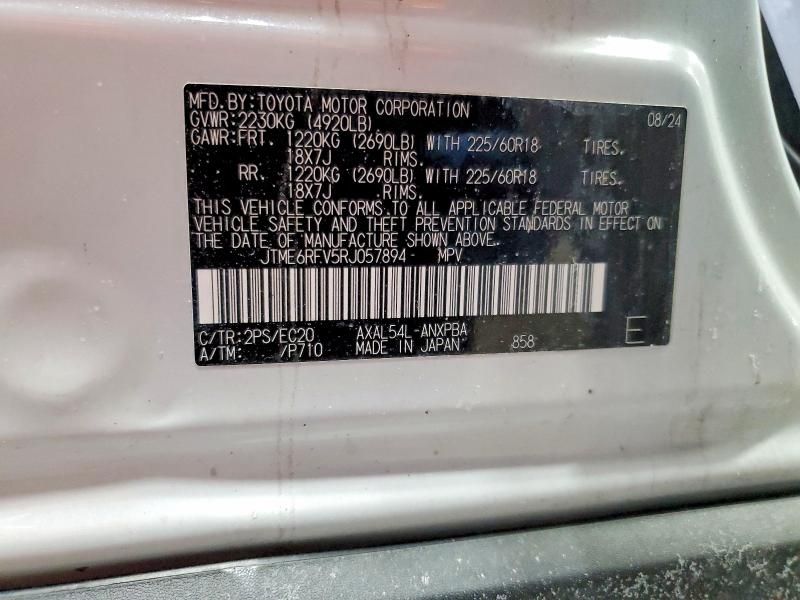 MFD.BY:TOYOTA MOTOR CORPORATION 08/24
GVWR:2230KG (4920LB)
GAWR:FRT. 1220KG (2690LB) WITH 225/60R18 TIRES.
18X7J RIMS.
RR. 1220KG (2690LB) WITH 225/60R18 TIRES.
18X7J RIMS.
THIS VEHICLE CONFORMS TO ALL APPLICABLE FEDERAL MOTOR
VEHICLE SAFETY AND THEFT PREVENTION STANDARDS IN EFFECT ON
THE DATE OF MANUFACTURE SHOWN ABOVE.
JTME6RFV5RJ057894 MPV
C/TR:2PS/EC20 AXAL54L-ANXPBA
A/TM: /P710 MADE IN JAPAN 858 E